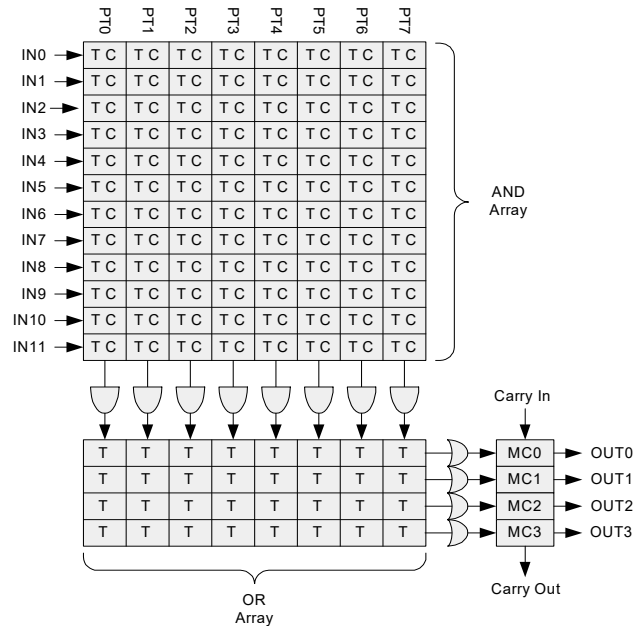 PT0 PT1 PT2 PT3 PT4 PT5 PT6 PT7
IN0 T C T C T C T C T C T C T C T C
IN1 T C T C T C T C T C T C T C T C
IN2 T C T C T C T C T C T C T C T C
IN3 T C T C T C T C T C T C T C T C
IN4 T C T C T C T C T C T C T C T C
IN5 T C T C T C T C T C T C T C T C
IN6 T C T C T C T C T C T C T C T C
IN7 T C T C T C T C T C T C T C T C
IN8 T C T C T C T C T C T C T C T C
IN9 T C T C T C T C T C T C T C T C
IN10 T C T C T C T C T C T C T C T C
IN11 T C T C T C T C T C T C T C T C
AND
Array
Carry In
T T T T T T T T MC0 OUT0
T T T T T T T T MC1 OUT1
T T T T T T T T MC2 OUT2
T T T T T T T T MC3 OUT3
Carry Out
OR
Array